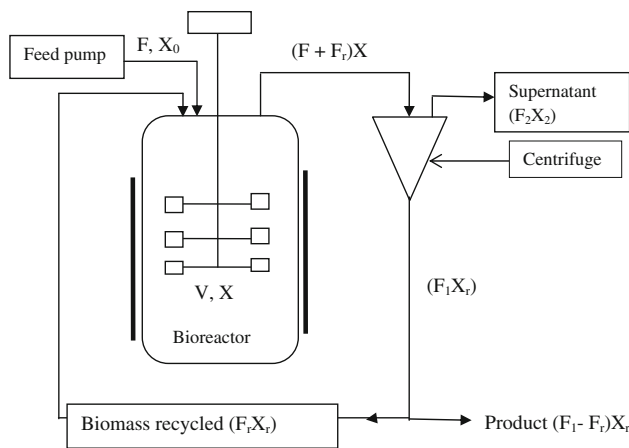 Feed pump
F, X₀
(F + Fᵣ)X
Supernatant
(F₂X₂)
Centrifuge
V, X
Bioreactor
(F₁Xᵣ)
Biomass recycled (FᵣXᵣ)
Product (F₁- Fᵣ)Xᵣ